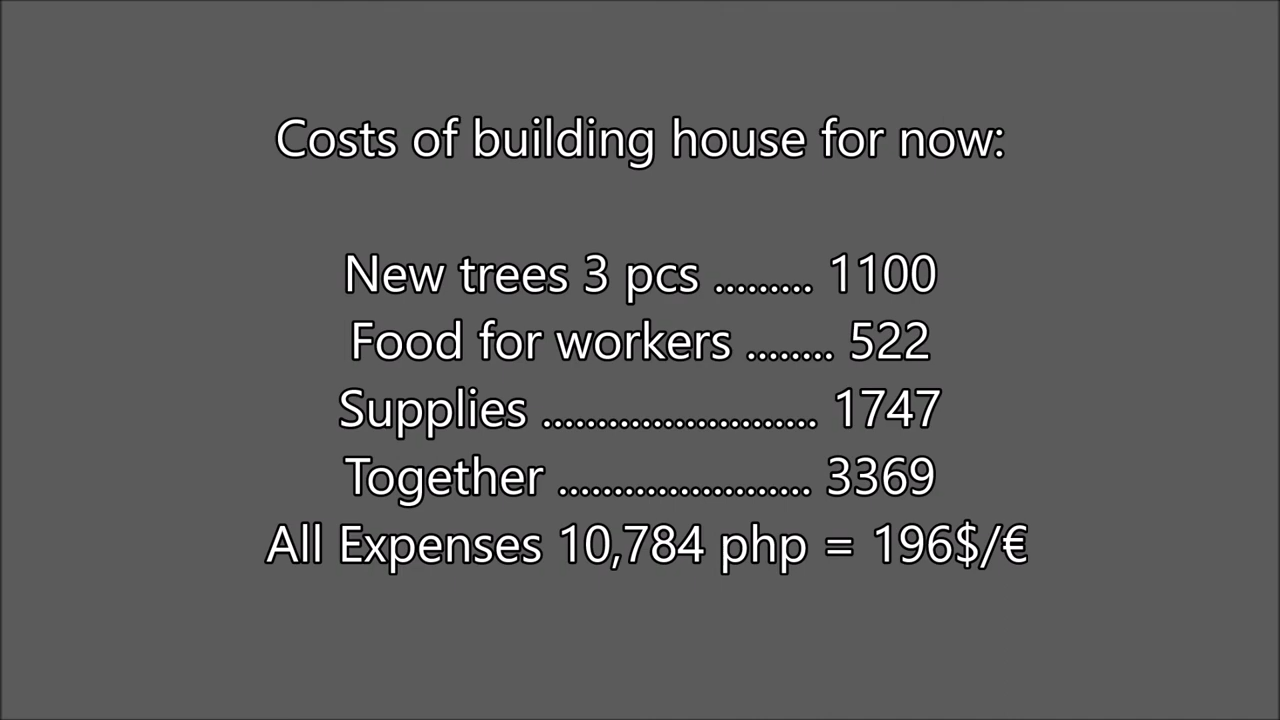 Costs of building house for now:
New trees 3 pcs ......... 1100
Food for workers ........ 522
Supplies ......................... 1747
Together ....................... 3369
All Expenses 10,784 php = 196$/€